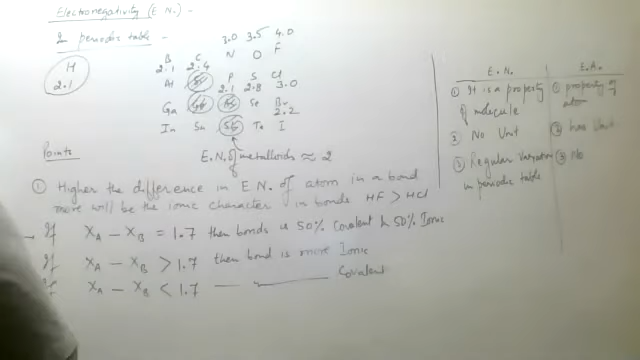 Electronegativity (E.N.) -
& periodic table -
3.0 3.5 4.0
B C N O F
H 2.1
2.1 2.4
Al Si P S Cl
2.1 2.8 3.0
Ga Ge As Se Br
2.2
In Sn Sb Te I
E.N. of metalloids ≈ 2
Points
① Higher the difference in E.N. of atom in a bond
more will be the ionic character in bonds HF > HCl
→ If X_A - X_B = 1.7 then bonds is 50% Covalent & 50% Ionic
If X_A - X_B > 1.7 then bond is more Ionic
If X_A - X_B < 1.7 — " — Covalent
E.N. E.A.
① It is a property of molecule
① property of atom
② No Unit
② has Unit
③ Regular variation in periodic table
③ No